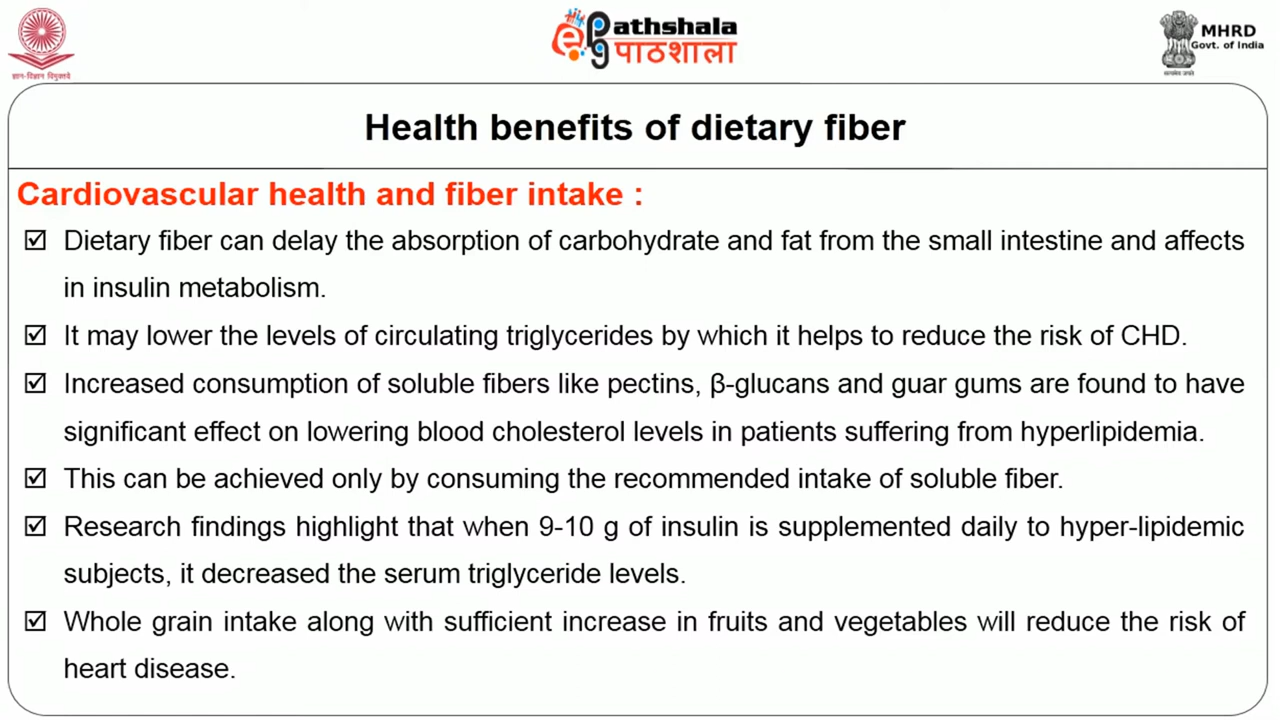 ज्ञान-विज्ञान विमुक्तये
ePathshala
पाठशाला
MHRD
Govt. of India
सत्यमेव जयते
Health benefits of dietary fiber
Cardiovascular health and fiber intake :
Dietary fiber can delay the absorption of carbohydrate and fat from the small intestine and affects
in insulin metabolism.
It may lower the levels of circulating triglycerides by which it helps to reduce the risk of CHD.
Increased consumption of soluble fibers like pectins, β-glucans and guar gums are found to have
significant effect on lowering blood cholesterol levels in patients suffering from hyperlipidemia.
This can be achieved only by consuming the recommended intake of soluble fiber.
Research findings highlight that when 9-10 g of insulin is supplemented daily to hyper-lipidemic
subjects, it decreased the serum triglyceride levels.
Whole grain intake along with sufficient increase in fruits and vegetables will reduce the risk of
heart disease.